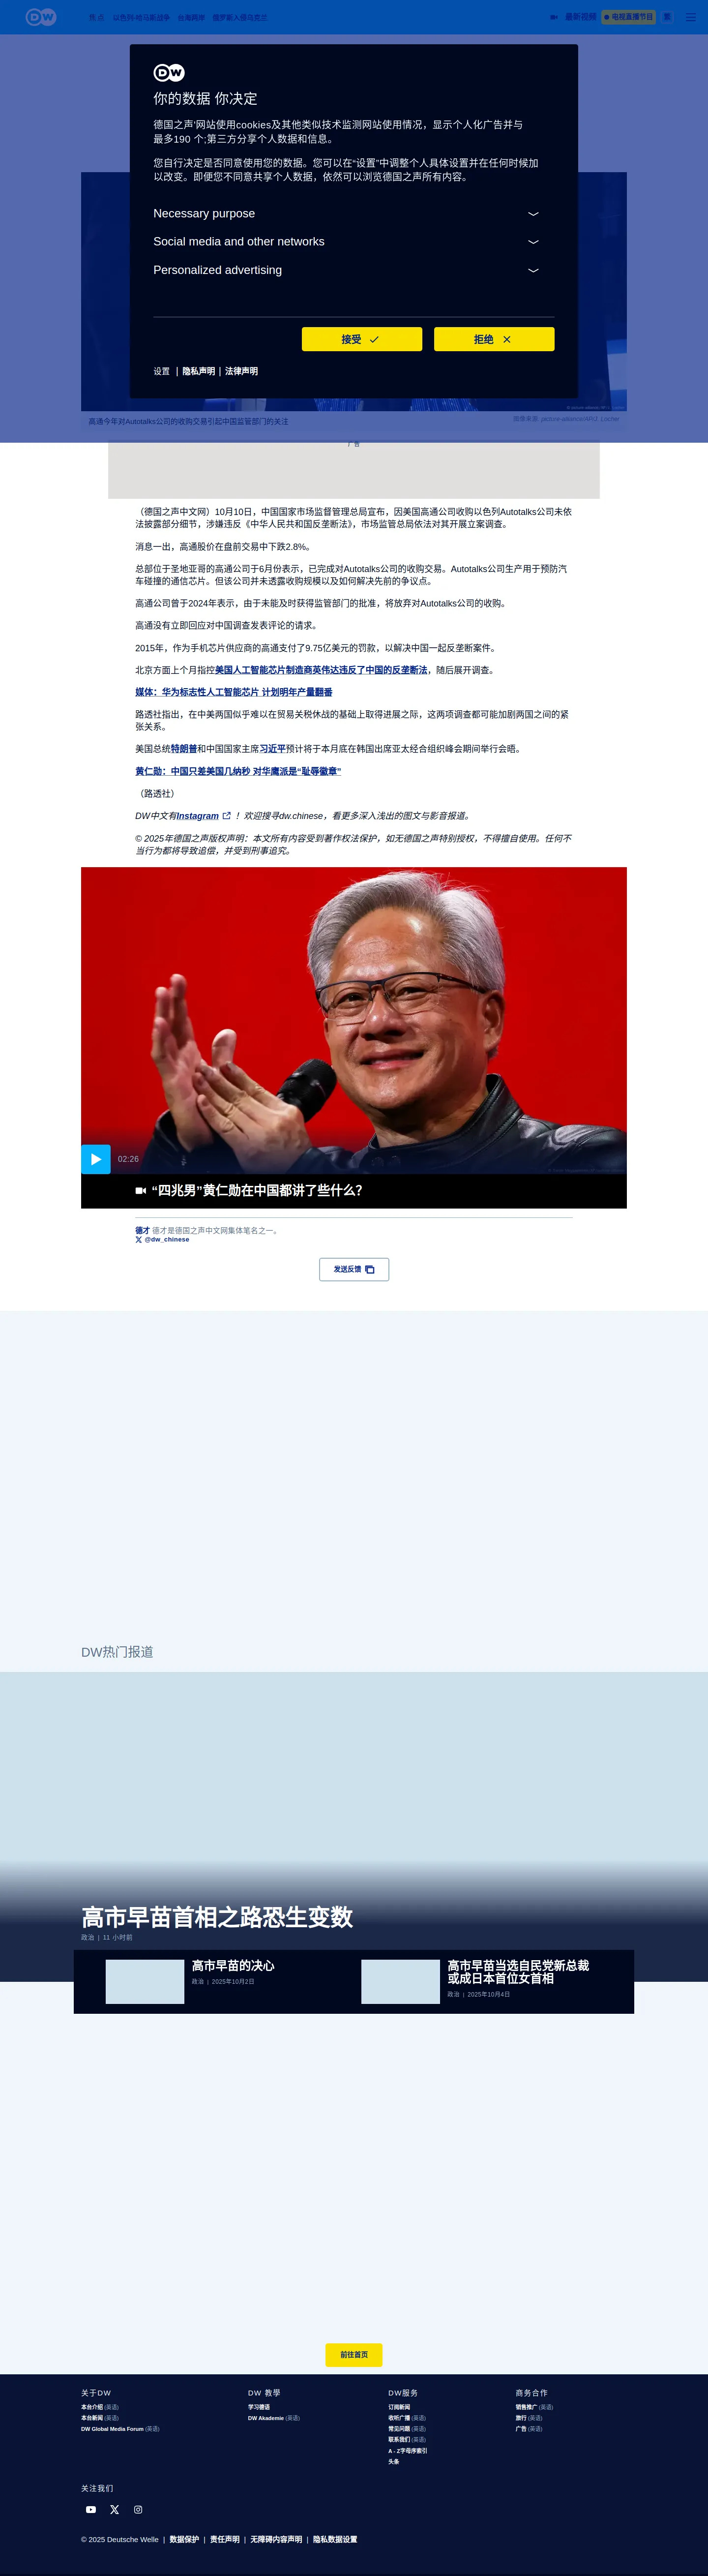 DW
焦点 以色列-哈马斯战争 台海两岸 俄罗斯入侵乌克兰
最新视频 电视直播节目 繁
DW
你的数据 你决定
德国之声'网站使用cookies及其他类似技术监测网站使用情况，显示个人化广告并与
最多190 个;第三方分享个人数据和信息。
您自行决定是否同意使用您的数据。您可以在“设置”中调整个人具体设置并在任何时候加
以改变。即便您不同意共享个人数据，依然可以浏览德国之声所有内容。
Necessary purpose
Social media and other networks
Personalized advertising
接受 拒绝
设置 | 隐私声明 | 法律声明
高通今年对Autotalks公司的收购交易引起中国监管部门的关注
广告
（德国之声中文网）10月10日，中国国家市场监督管理总局宣布，因美国高通公司收购以色列Autotalks公司未依
法披露部分细节，涉嫌违反《中华人民共和国反垄断法》，市场监管总局依法对其开展立案调查。
消息一出，高通股价在盘前交易中下跌2.8%。
总部位于圣地亚哥的高通公司于6月份表示，已完成对Autotalks公司的收购交易。Autotalks公司生产用于预防汽
车碰撞的通信芯片。但该公司并未透露收购规模以及如何解决先前的争议点。
高通公司曾于2024年表示，由于未能及时获得监管部门的批准，将放弃对Autotalks公司的收购。
高通没有立即回应对中国调查发表评论的请求。
2015年，作为手机芯片供应商的高通支付了9.75亿美元的罚款，以解决中国一起反垄断案件。
北京方面上个月指控美国人工智能芯片制造商英伟达违反了中国的反垄断法，随后展开调查。
媒体：华为标志性人工智能芯片 计划明年产量翻番
路透社指出，在中美两国似乎难以在贸易关税休战的基础上取得进展之际，这两项调查都可能加剧两国之间的紧
张关系。
美国总统特朗普和中国国家主席习近平预计将于本月底在韩国出席亚太经合组织峰会期间举行会晤。
黄仁勋：中国只差美国几纳秒 对华鹰派是“耻辱徽章”
（路透社）
DW中文有Instagram ！欢迎搜寻dw.chinese，看更多深入浅出的图文与影音报道。
© 2025年德国之声版权声明：本文所有内容受到著作权法保护，如无德国之声特别授权，不得擅自使用。任何不
当行为都将导致追偿，并受到刑事追究。
02:26
“四兆男”黄仁勋在中国都讲了些什么？
德才 德才是德国之声中文网集体笔名之一。
@dw_chinese
发送反馈
DW热门报道
高市早苗首相之路恐生变数
政治 | 11 小时前
高市早苗的决心
政治 | 2025年10月2日
高市早苗当选自民党新总裁
或成日本首位女首相
政治 | 2025年10月4日
前往首页
关于DW
本台介绍 (英语)
本台新闻 (英语)
DW Global Media Forum (英语)
DW 教學
学习德语
DW Akademie (英语)
DW服务
订阅新闻
收听广播 (英语)
常见问题 (英语)
联系我们 (英语)
A - Z字母序索引
头条
商务合作
销售推广 (英语)
旅行 (英语)
广告 (英语)
关注我们
© 2025 Deutsche Welle | 数据保护 | 责任声明 | 无障碍内容声明 | 隐私数据设置